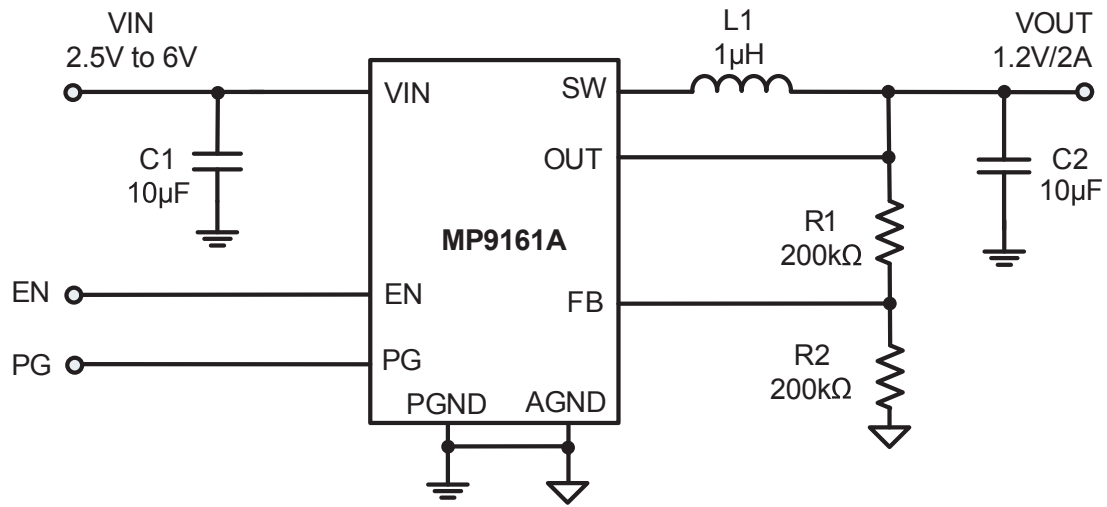 VIN
2.5V to 6V
L1
1µH
VOUT
1.2V/2A
VIN
SW
C1
10µF
OUT
C2
10µF
R1
200kΩ
MP9161A
EN
EN
FB
PG
PG
R2
200kΩ
PGND
AGND